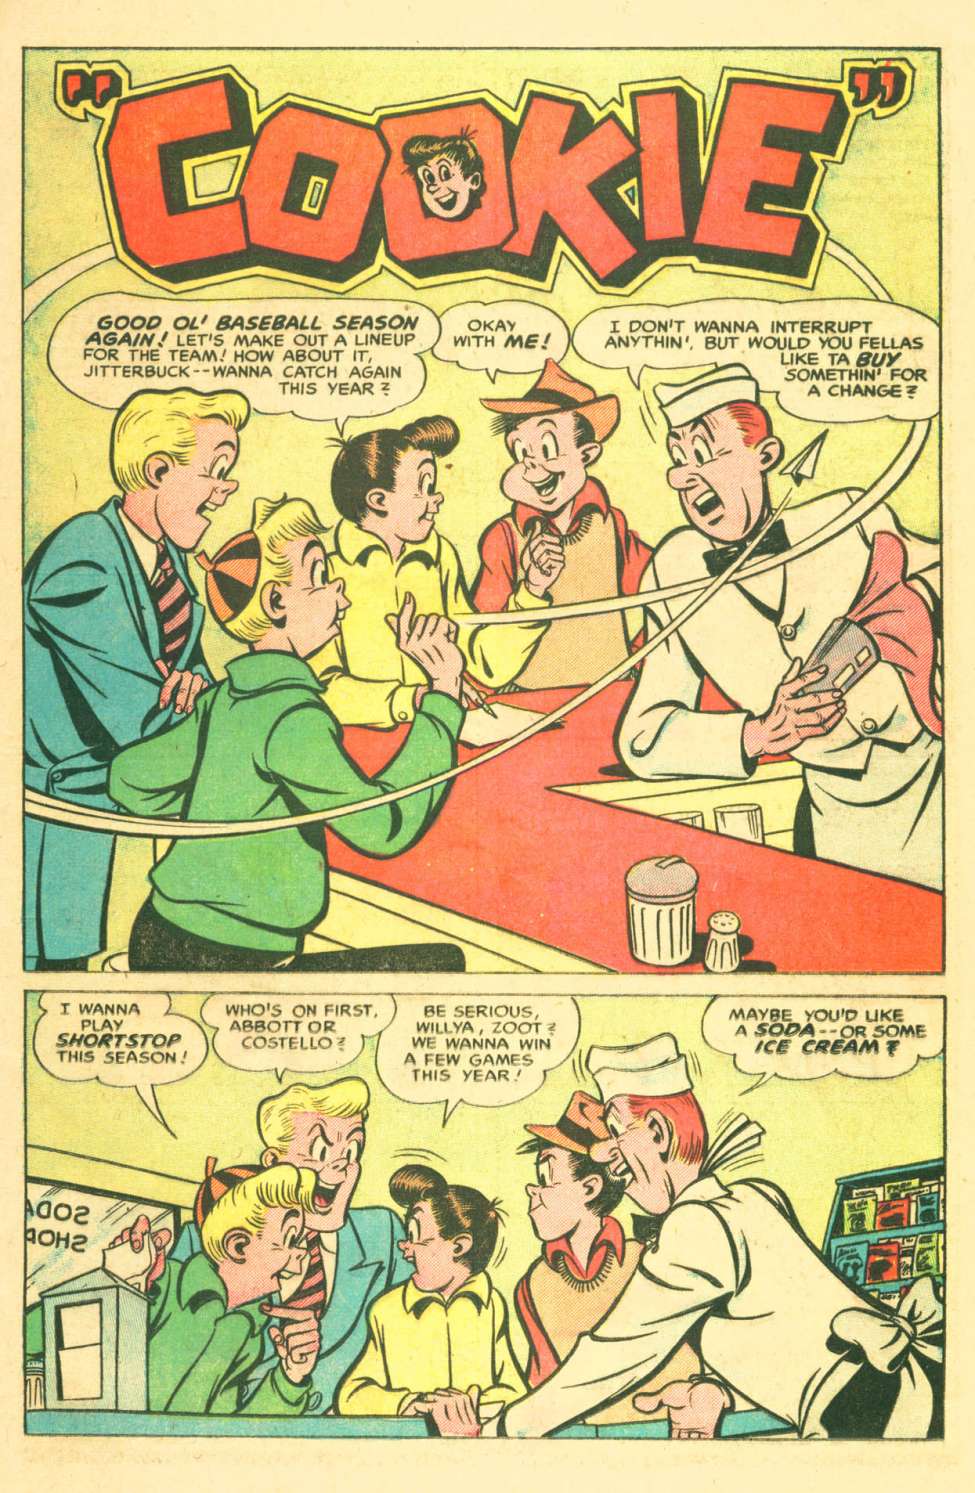 "COOKIE"
GOOD OL' BASEBALL SEASON
AGAIN! LET'S MAKE OUT A LINEUP
FOR THE TEAM! HOW ABOUT IT,
JITTERBUCK--WANNA CATCH AGAIN
THIS YEAR?
OKAY
WITH ME!
I DON'T WANNA INTERRUPT
ANYTHIN', BUT WOULD YOU FELLAS
LIKE TA BUY
SOMETHIN' FOR
A CHANGE?
I WANNA
PLAY
SHORTSTOP
THIS SEASON!
WHO'S ON FIRST,
ABBOTT OR
COSTELLO?
BE SERIOUS,
WILLYA, ZOOT?
WE WANNA WIN
A FEW GAMES
THIS YEAR!
MAYBE YOU'D LIKE
A SODA--OR SOME
ICE CREAM?
SODA
SHOP